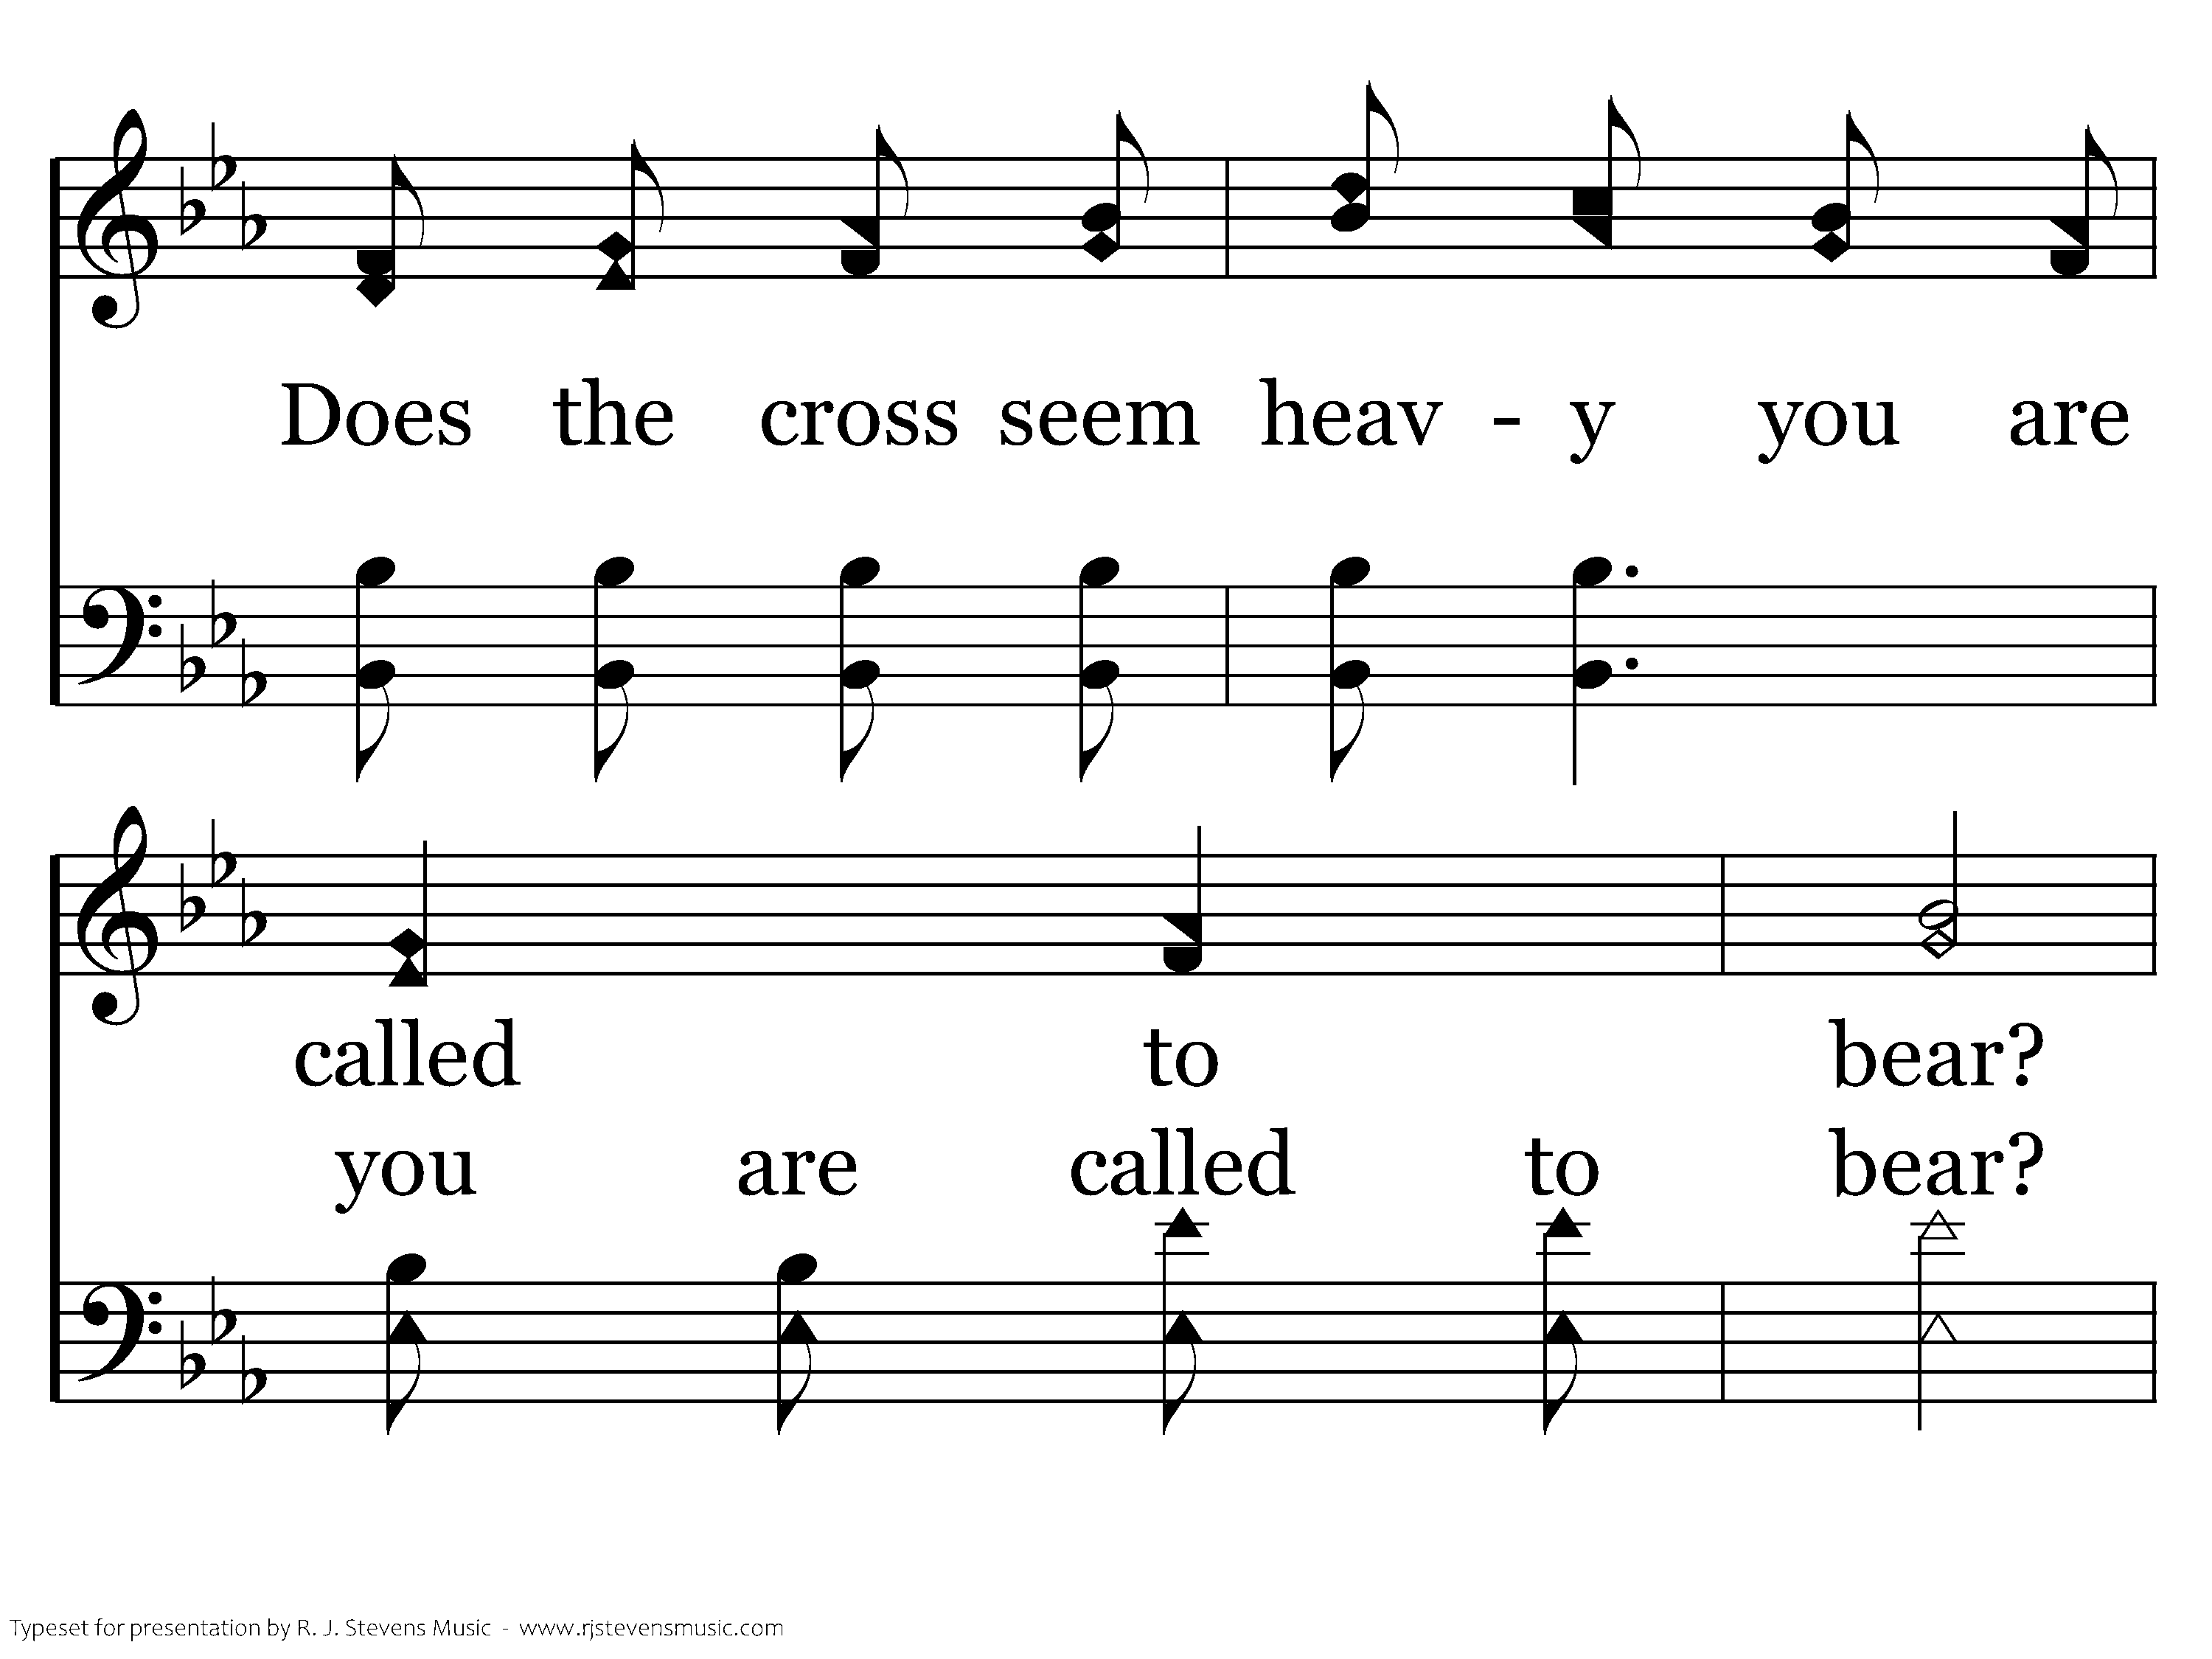 Does the cross seem heav - y you are
called to bear?
you are called to bear?
Typeset for presentation by R. J. Stevens Music - www.rjstevensmusic.com